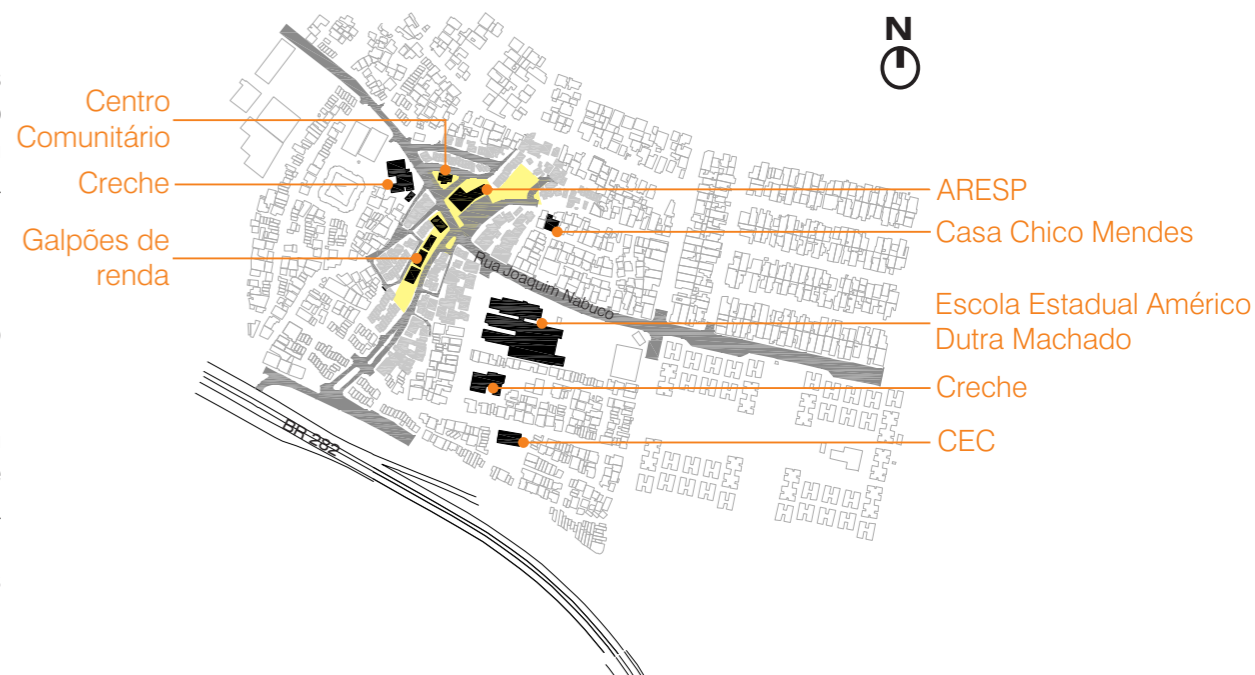 N
Centro
Comunitário
Creche
Galpões de
renda
ARESP
Casa Chico Mendes
Rua Joaquim Nabuco
Escola Estadual Américo
Dutra Machado
Creche
CEC
BR 282